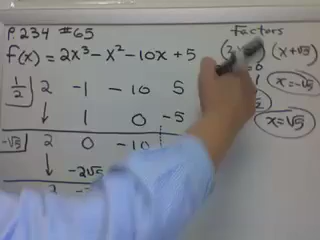 P.234 #65
f(x) = 2x³ - x² - 10x + 5
1/2 2 -1 -10 5
↓ 1 0 -5
-√5 2 0 -10
↓ -2√5
2
Factors
(x+√5)
x=-√5
x=√5